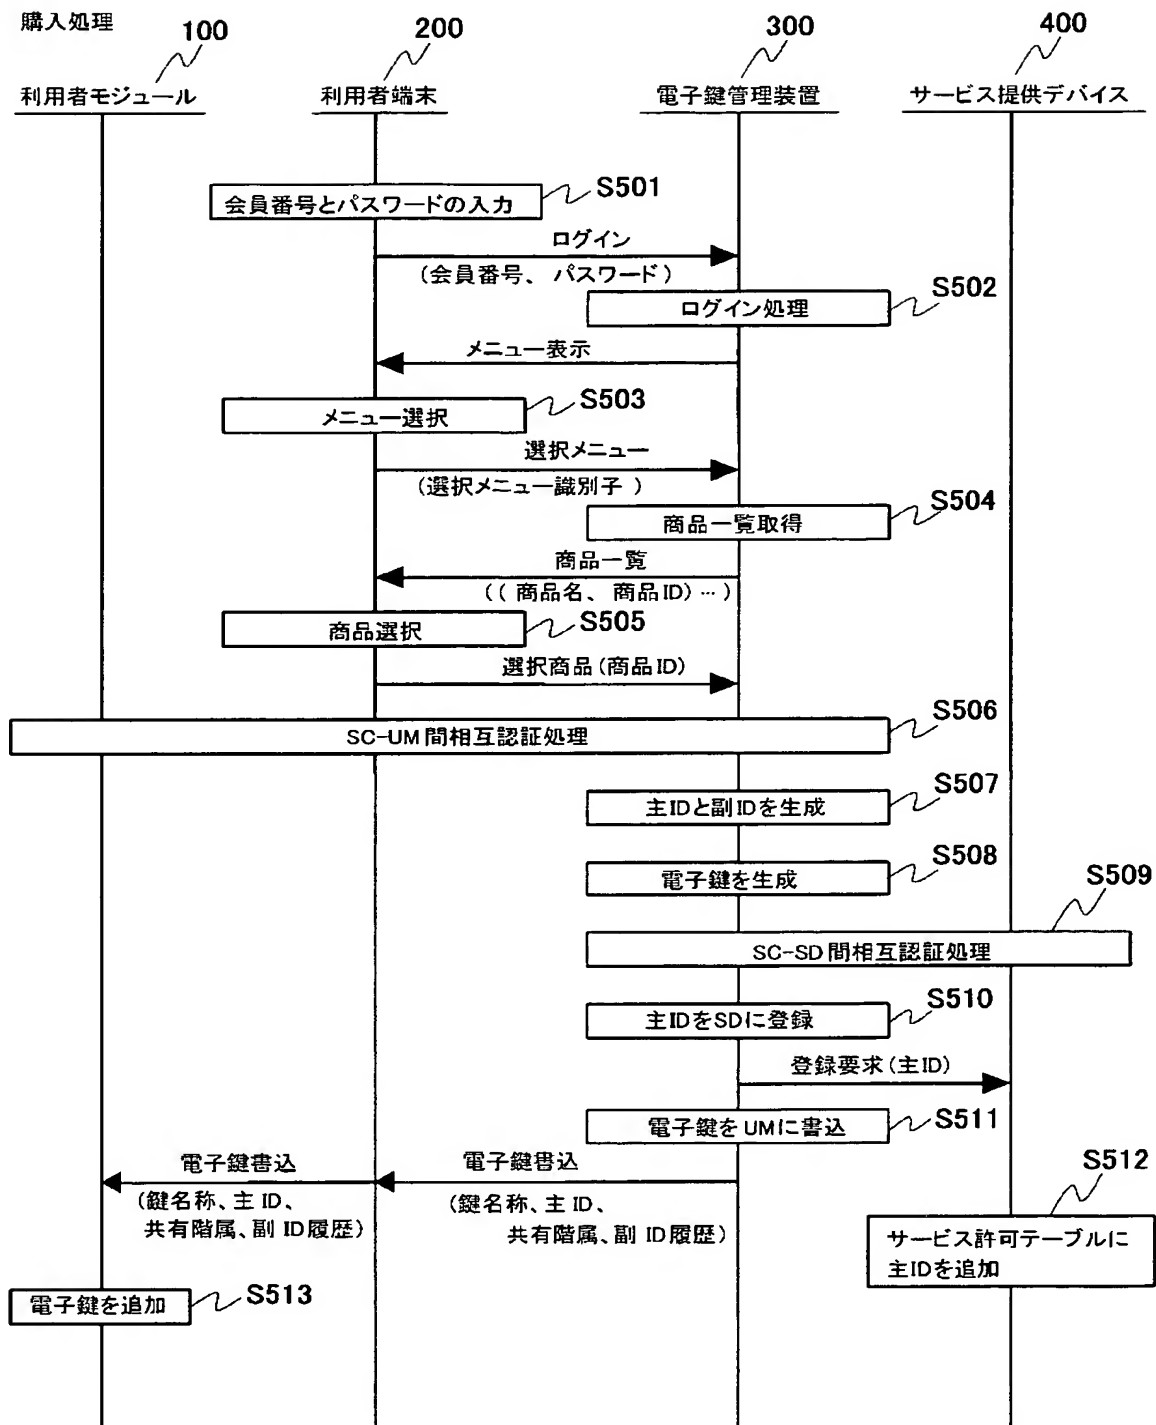 購入処理
100
200
300
400
利用者モジュール
利用者端末
電子鍵管理装置
サービス提供デバイス
会員番号とパスワードの入力
S501
ログイン
(会員番号、パスワード)
ログイン処理
S502
メニュー表示
メニュー選択
S503
選択メニュー
(選択メニュー識別子)
商品一覧取得
S504
商品一覧
((商品名、商品ID)…)
商品選択
S505
選択商品(商品ID)
SC-UM間相互認証処理
S506
主IDと副IDを生成
S507
電子鍵を生成
S508
SC-SD間相互認証処理
S509
主IDをSDに登録
S510
登録要求(主ID)
電子鍵をUMに書込
S511
電子鍵書込
(鍵名称、主ID、
共有階属、副ID履歴)
電子鍵書込
(鍵名称、主ID、
共有階属、副ID履歴)
サービス許可テーブルに
主IDを追加
S512
電子鍵を追加
S513